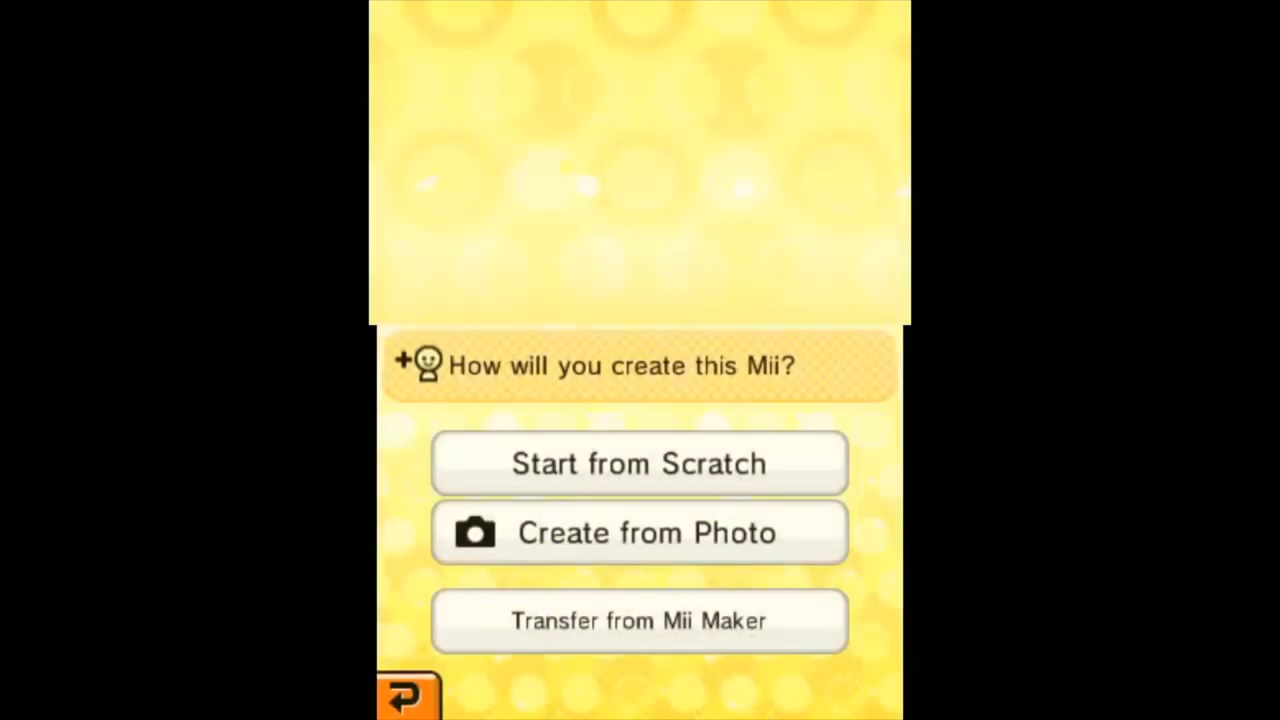 How will you create this Mii?
Start from Scratch
Create from Photo
Transfer from Mii Maker